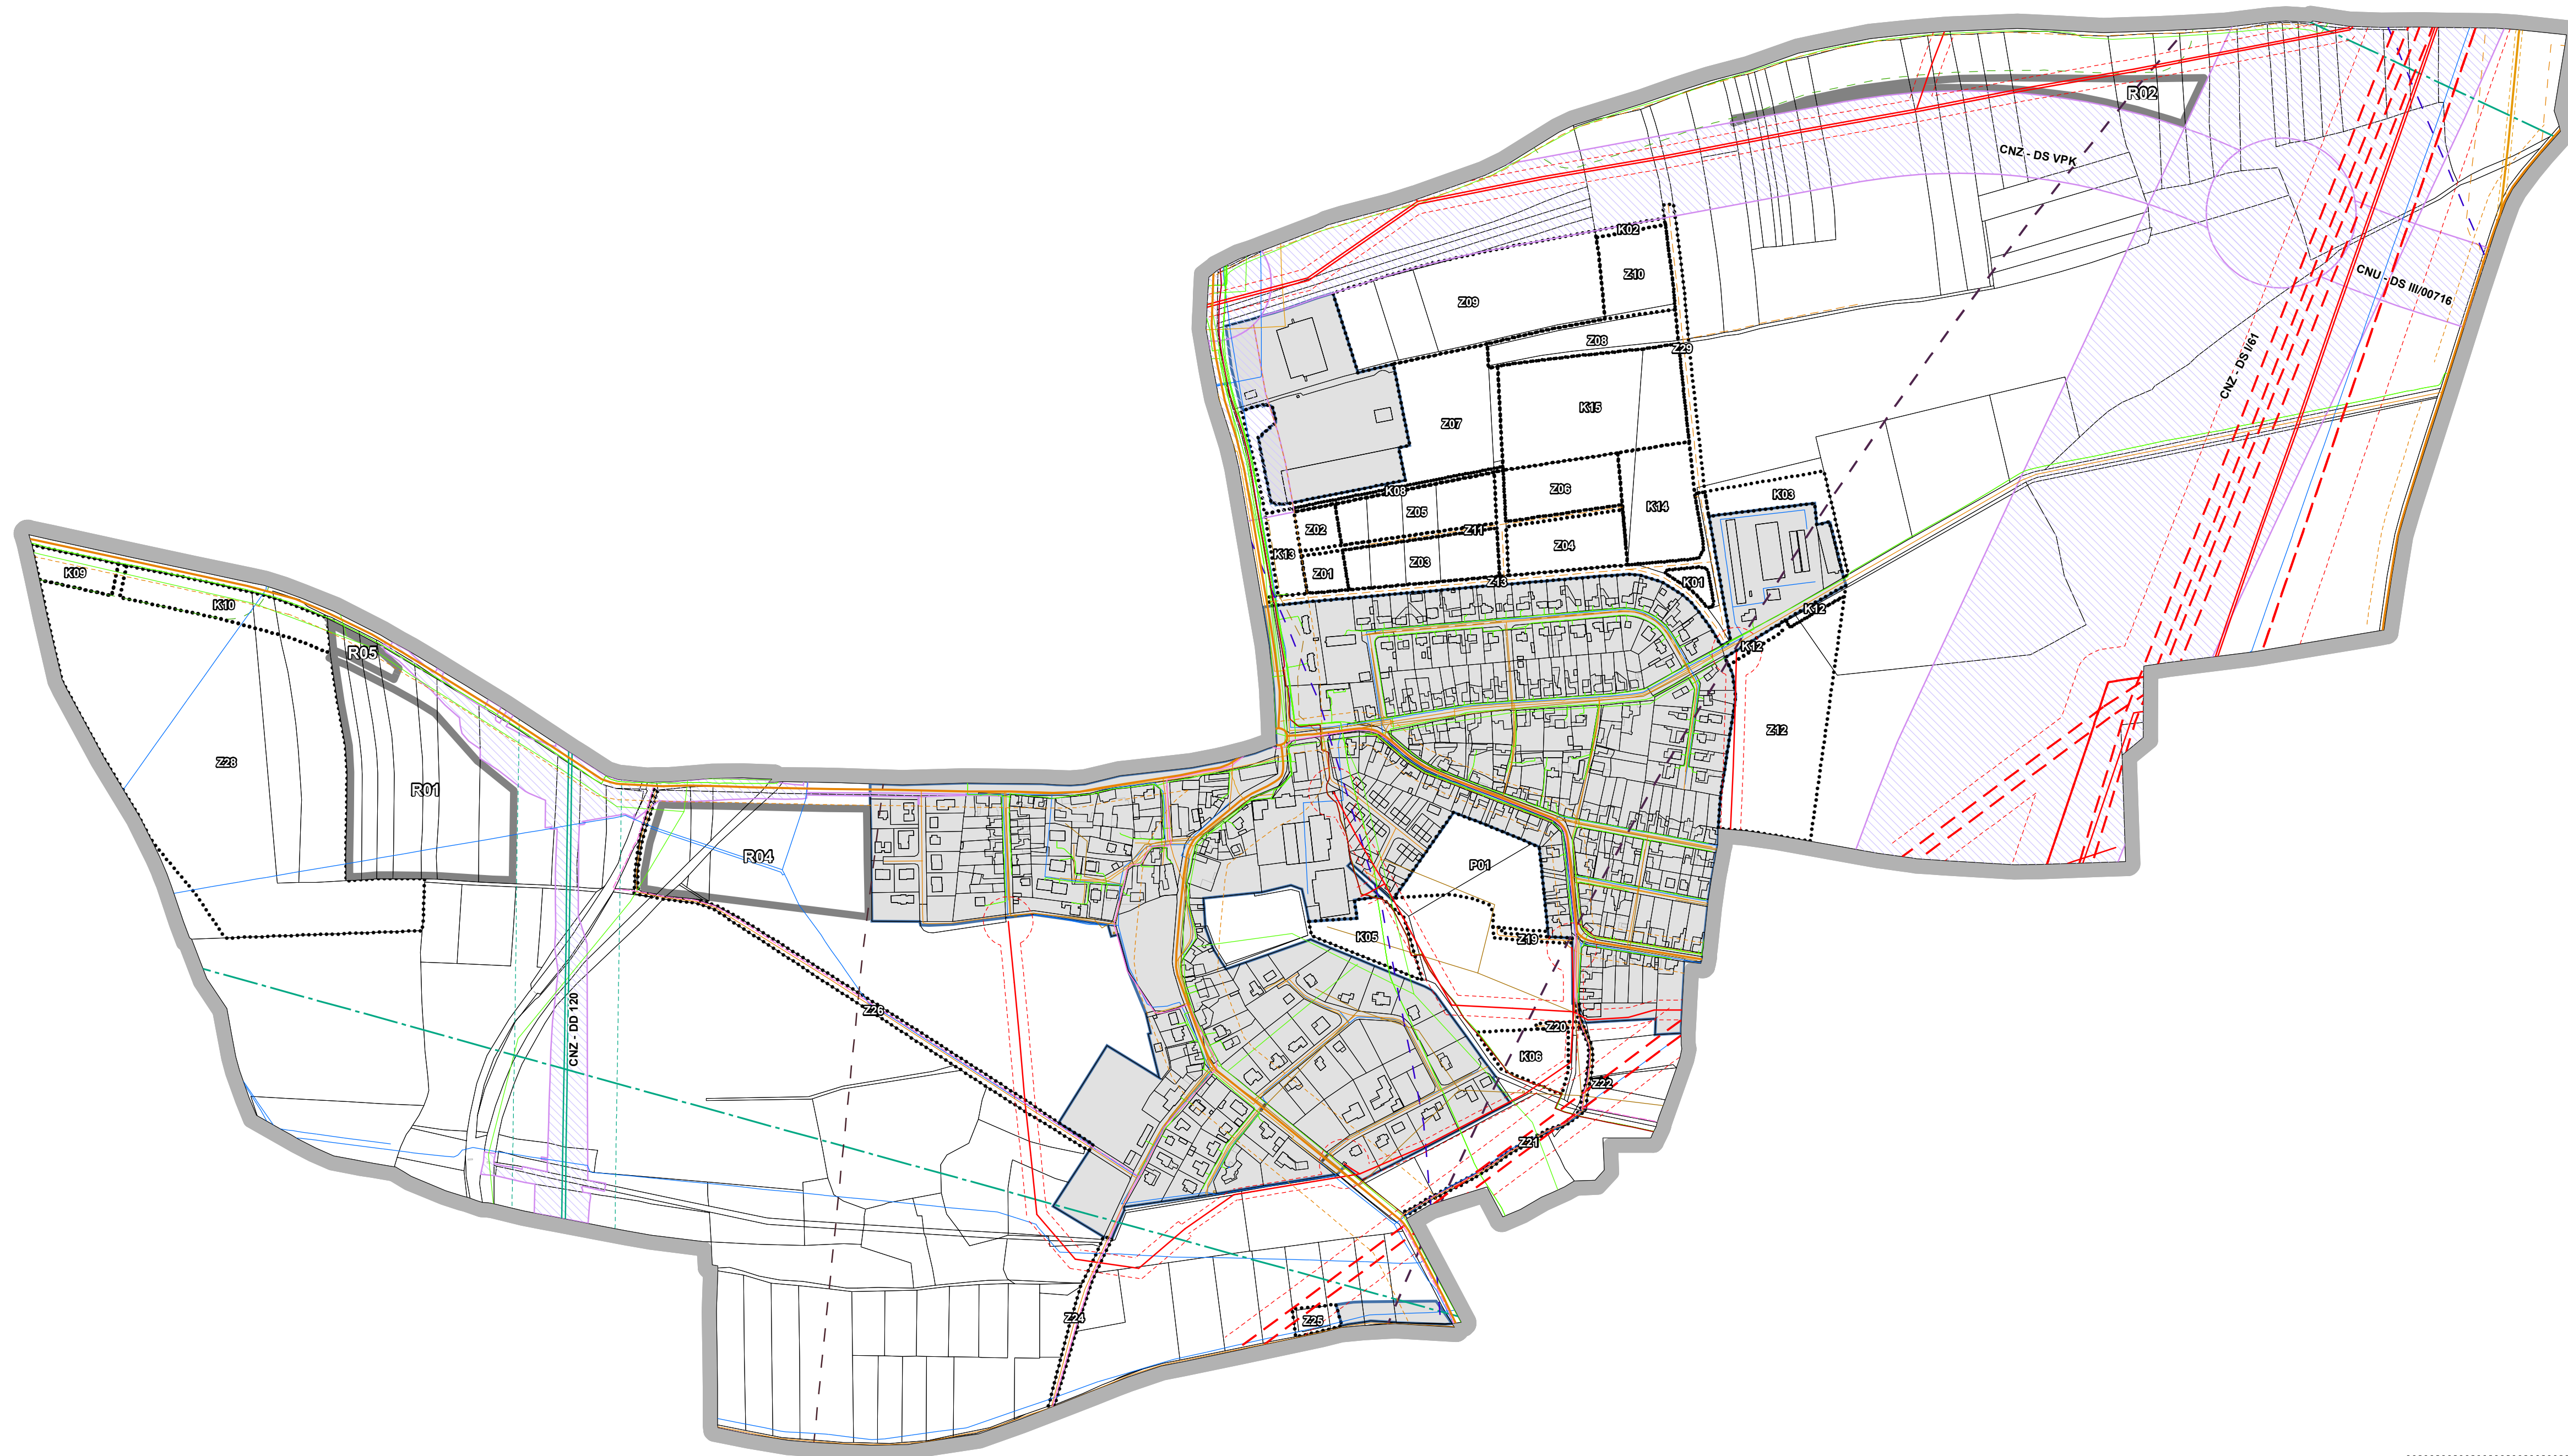 R02
CNZ - DS VPK
K02
Z10
CNU - DS III/00716
Z09
Z08
Z29
CNZ - DS I/61
K15
Z07
K08
Z06
K03
Z05
K14
Z02
Z11
Z04
K13
Z03
Z01
K09
Z13
K01
K10
K12
K12
R05
Z12
Z28
R01
R04
P01
K05
Z19
Z26
CNZ - DD 120
Z20
K06
Z22
Z21
Z24
Z25